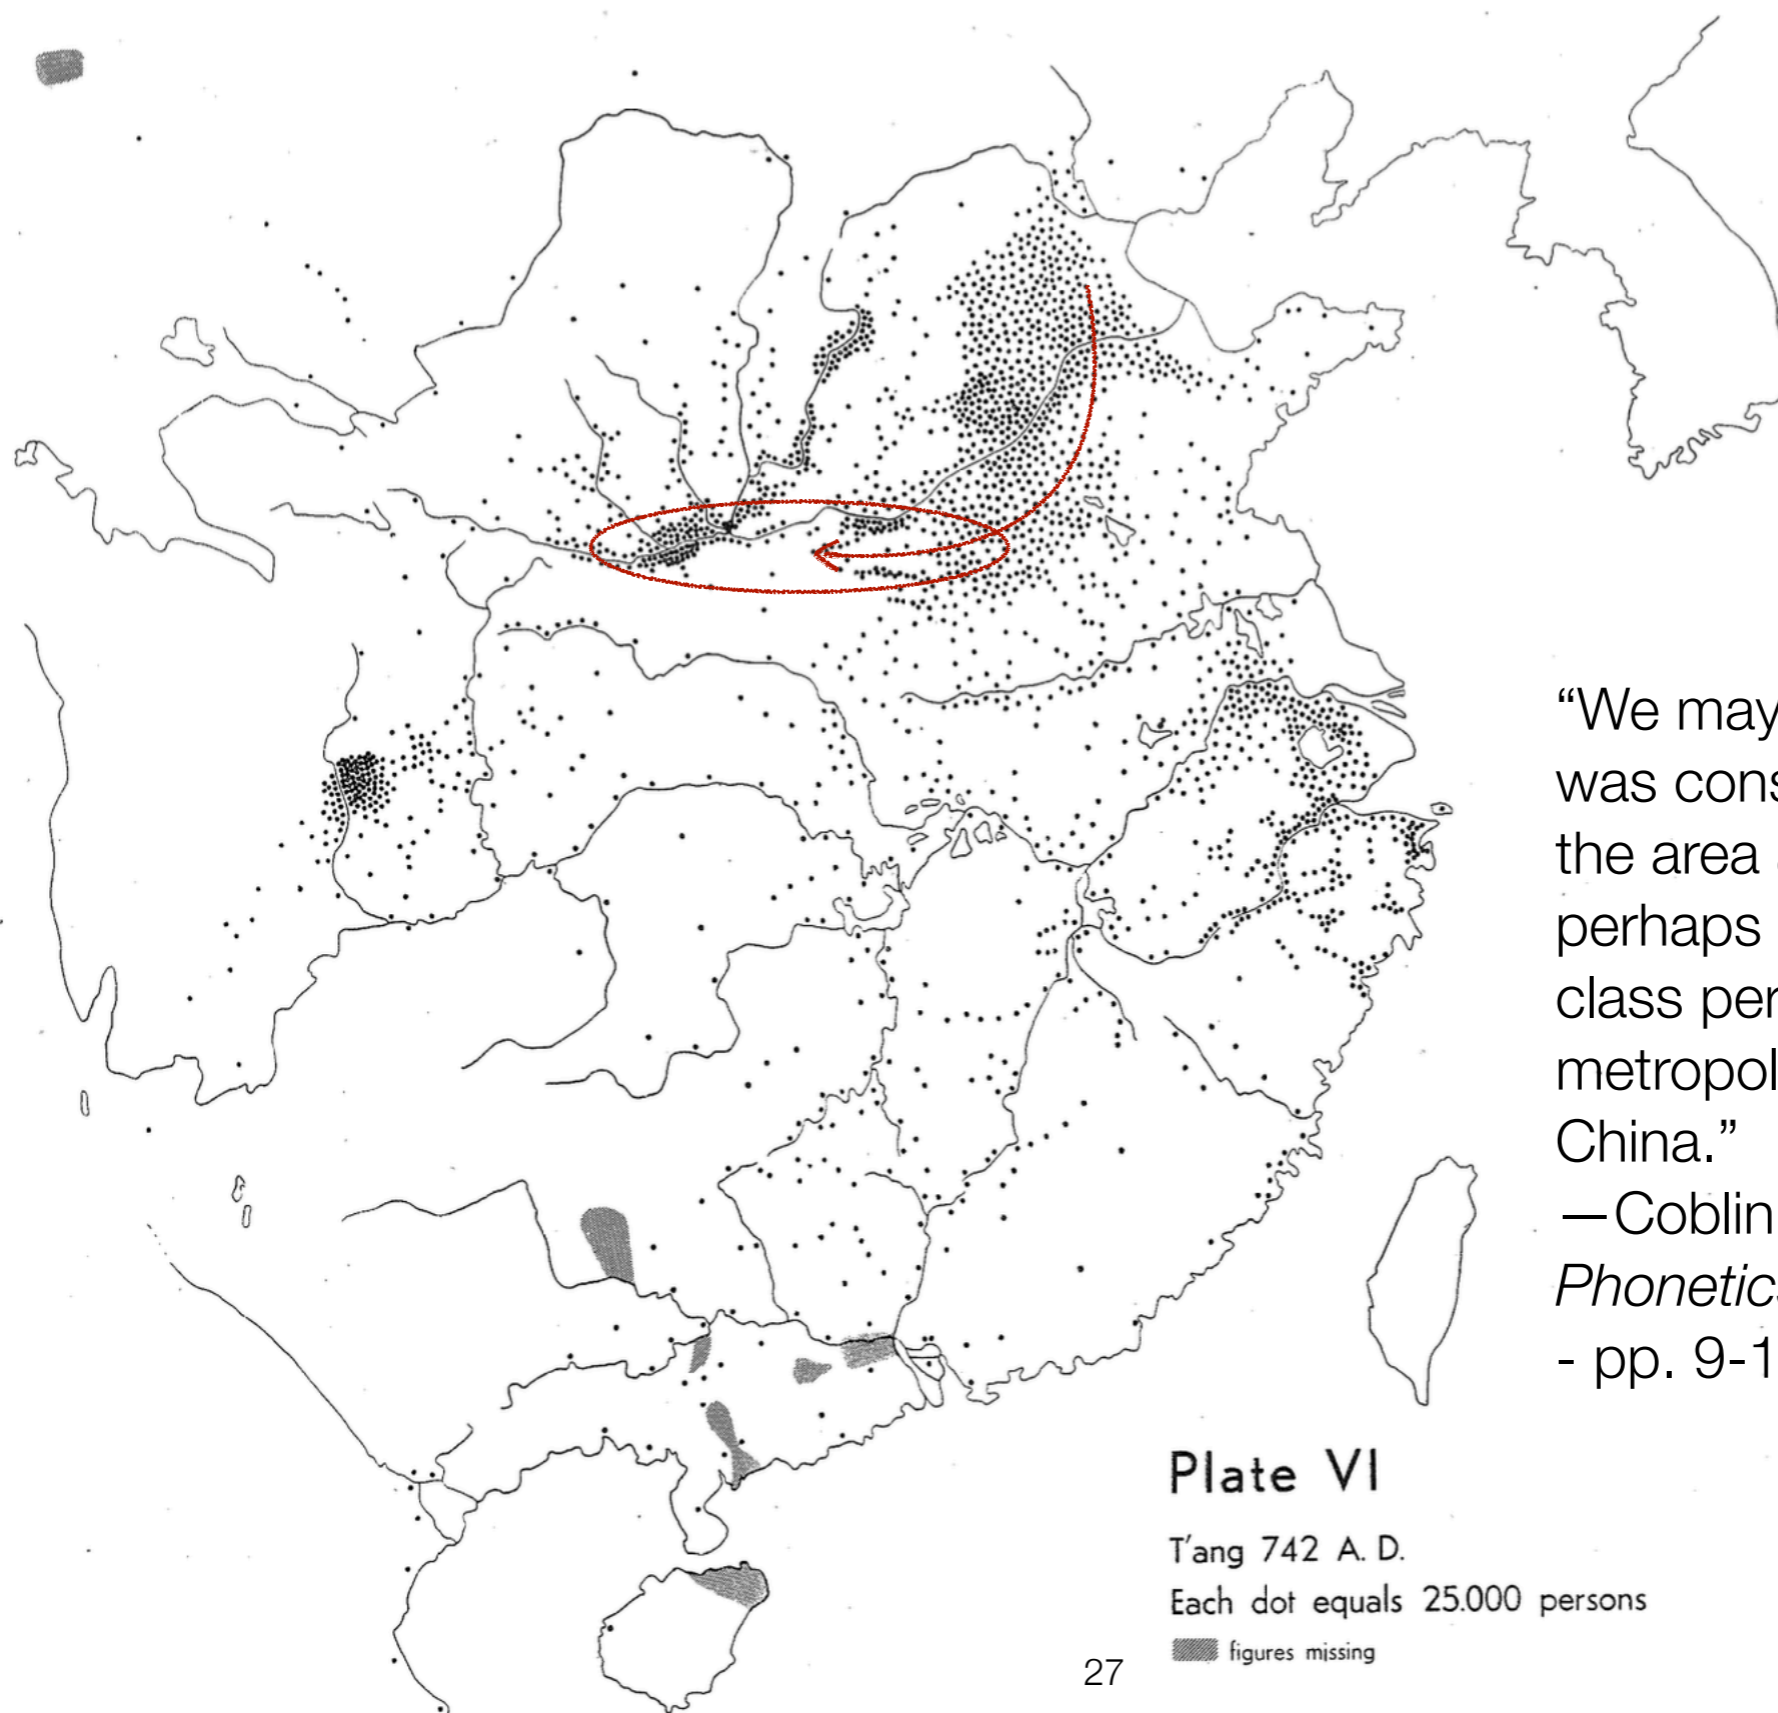 “We may
was cons
the area
perhaps
class per
metropol
China.”
—Coblin
Phonetics
- pp. 9-1
Plate VI
T'ang 742 A. D.
Each dot equals 25.000 persons
figures missing
27